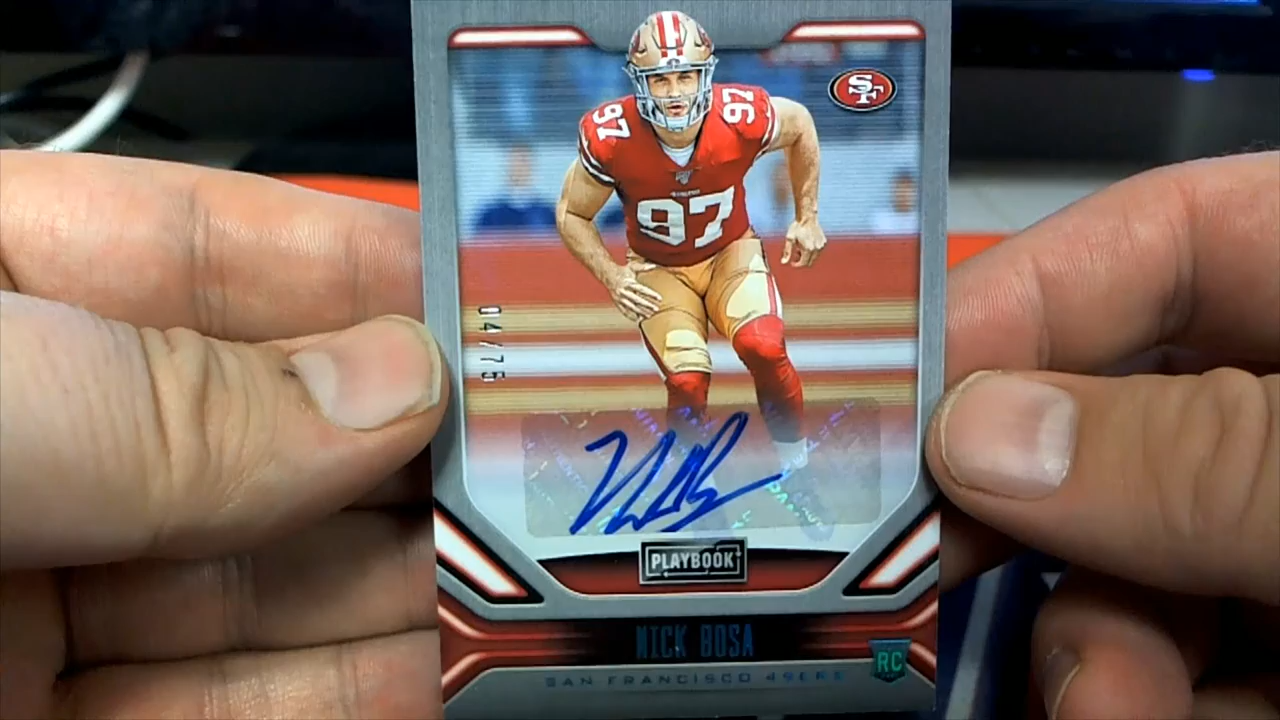 SF
97 97
97
04/75
PLAYBOOK
NICK BOSA
RC
SAN FRANCISCO 49ERS